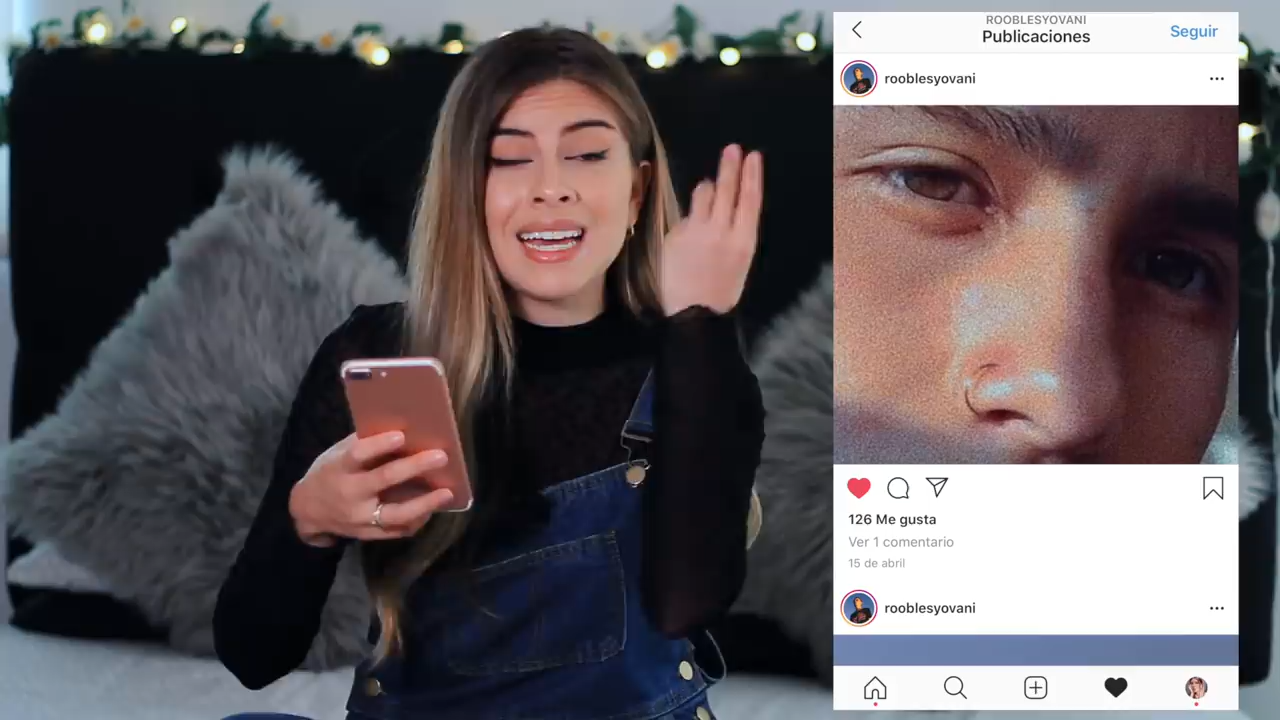 ROOBLESYOVANI
Publicaciones
Seguir
rooblesyovani
126 Me gusta
Ver 1 comentario
15 de abril
rooblesyovani